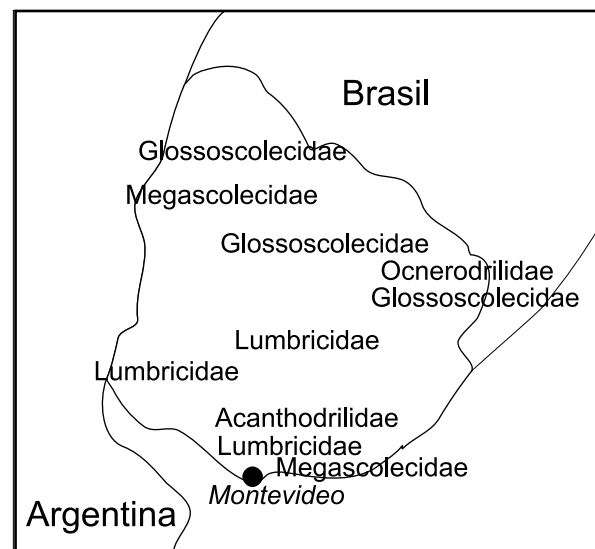 Brasil
Glossoscolecidae
Megascolecidae
Glossoscolecidae
Ocnerodrilidae
Glossoscolecidae
Lumbricidae
Lumbricidae
Acanthodrilidae
Lumbricidae
Megascolecidae
Montevideo
Argentina